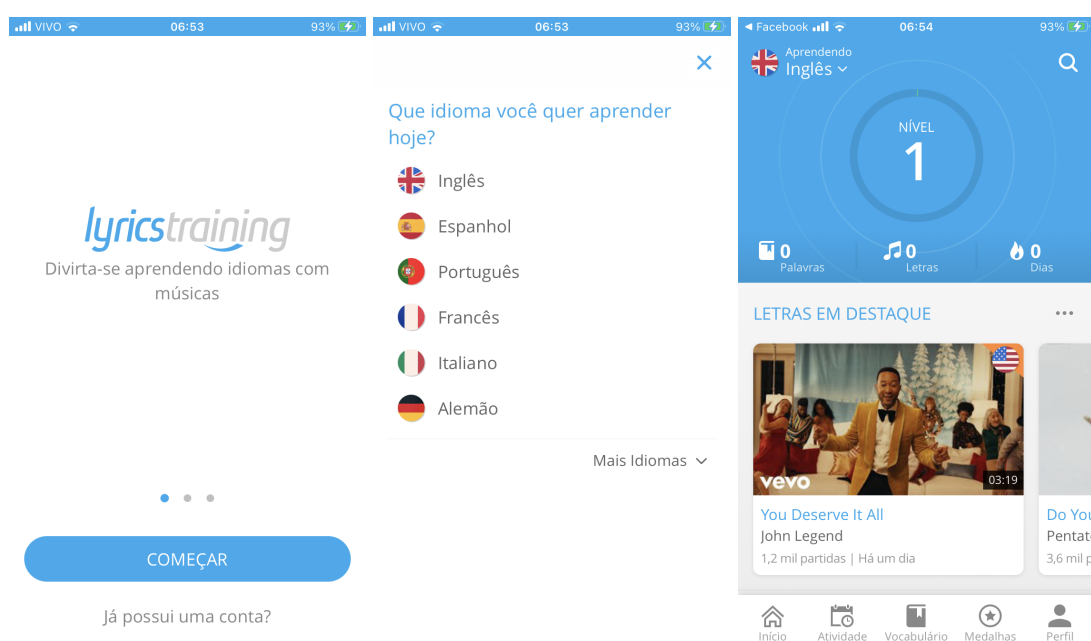 VIVO 06:53 93%
lyricstraining
Divirta-se aprendendo idiomas com
músicas
COMEÇAR
Já possui uma conta?
VIVO 06:53 93%
Que idioma você quer aprender
hoje?
Inglês
Espanhol
Português
Francês
Italiano
Alemão
Mais Idiomas
Facebook 06:54 93%
Aprendendo
Inglês
NÍVEL
1
0 0 0
Palavras Letras Dias
LETRAS EM DESTAQUE
vevo 03:19
You Deserve It All
John Legend
1,2 mil partidas | Há um dia
Do You
Pentat
3,6 mil p
Início Atividade Vocabulário Medalhas Perfil